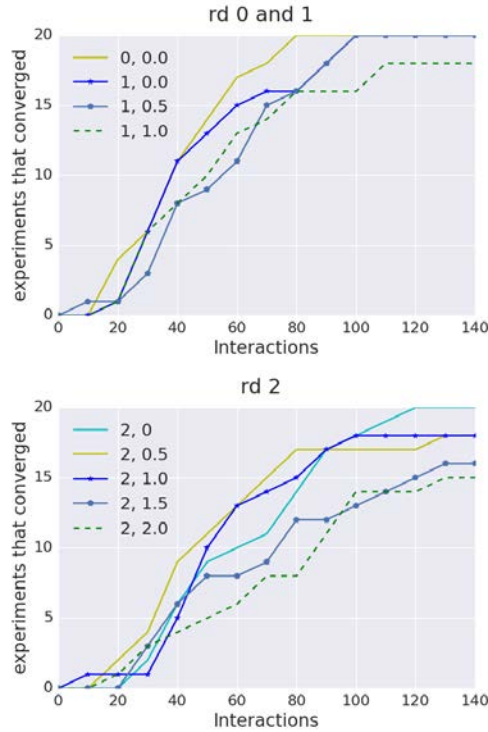 rd 0 and 1
experiments that converged
20
15
10
5
0
0, 0.0
1, 0.0
1, 0.5
1, 1.0
0 20 40 60 80 100 120 140
Interactions
rd 2
experiments that converged
20
15
10
5
0
2, 0
2, 0.5
2, 1.0
2, 1.5
2, 2.0
0 20 40 60 80 100 120 140
Interactions